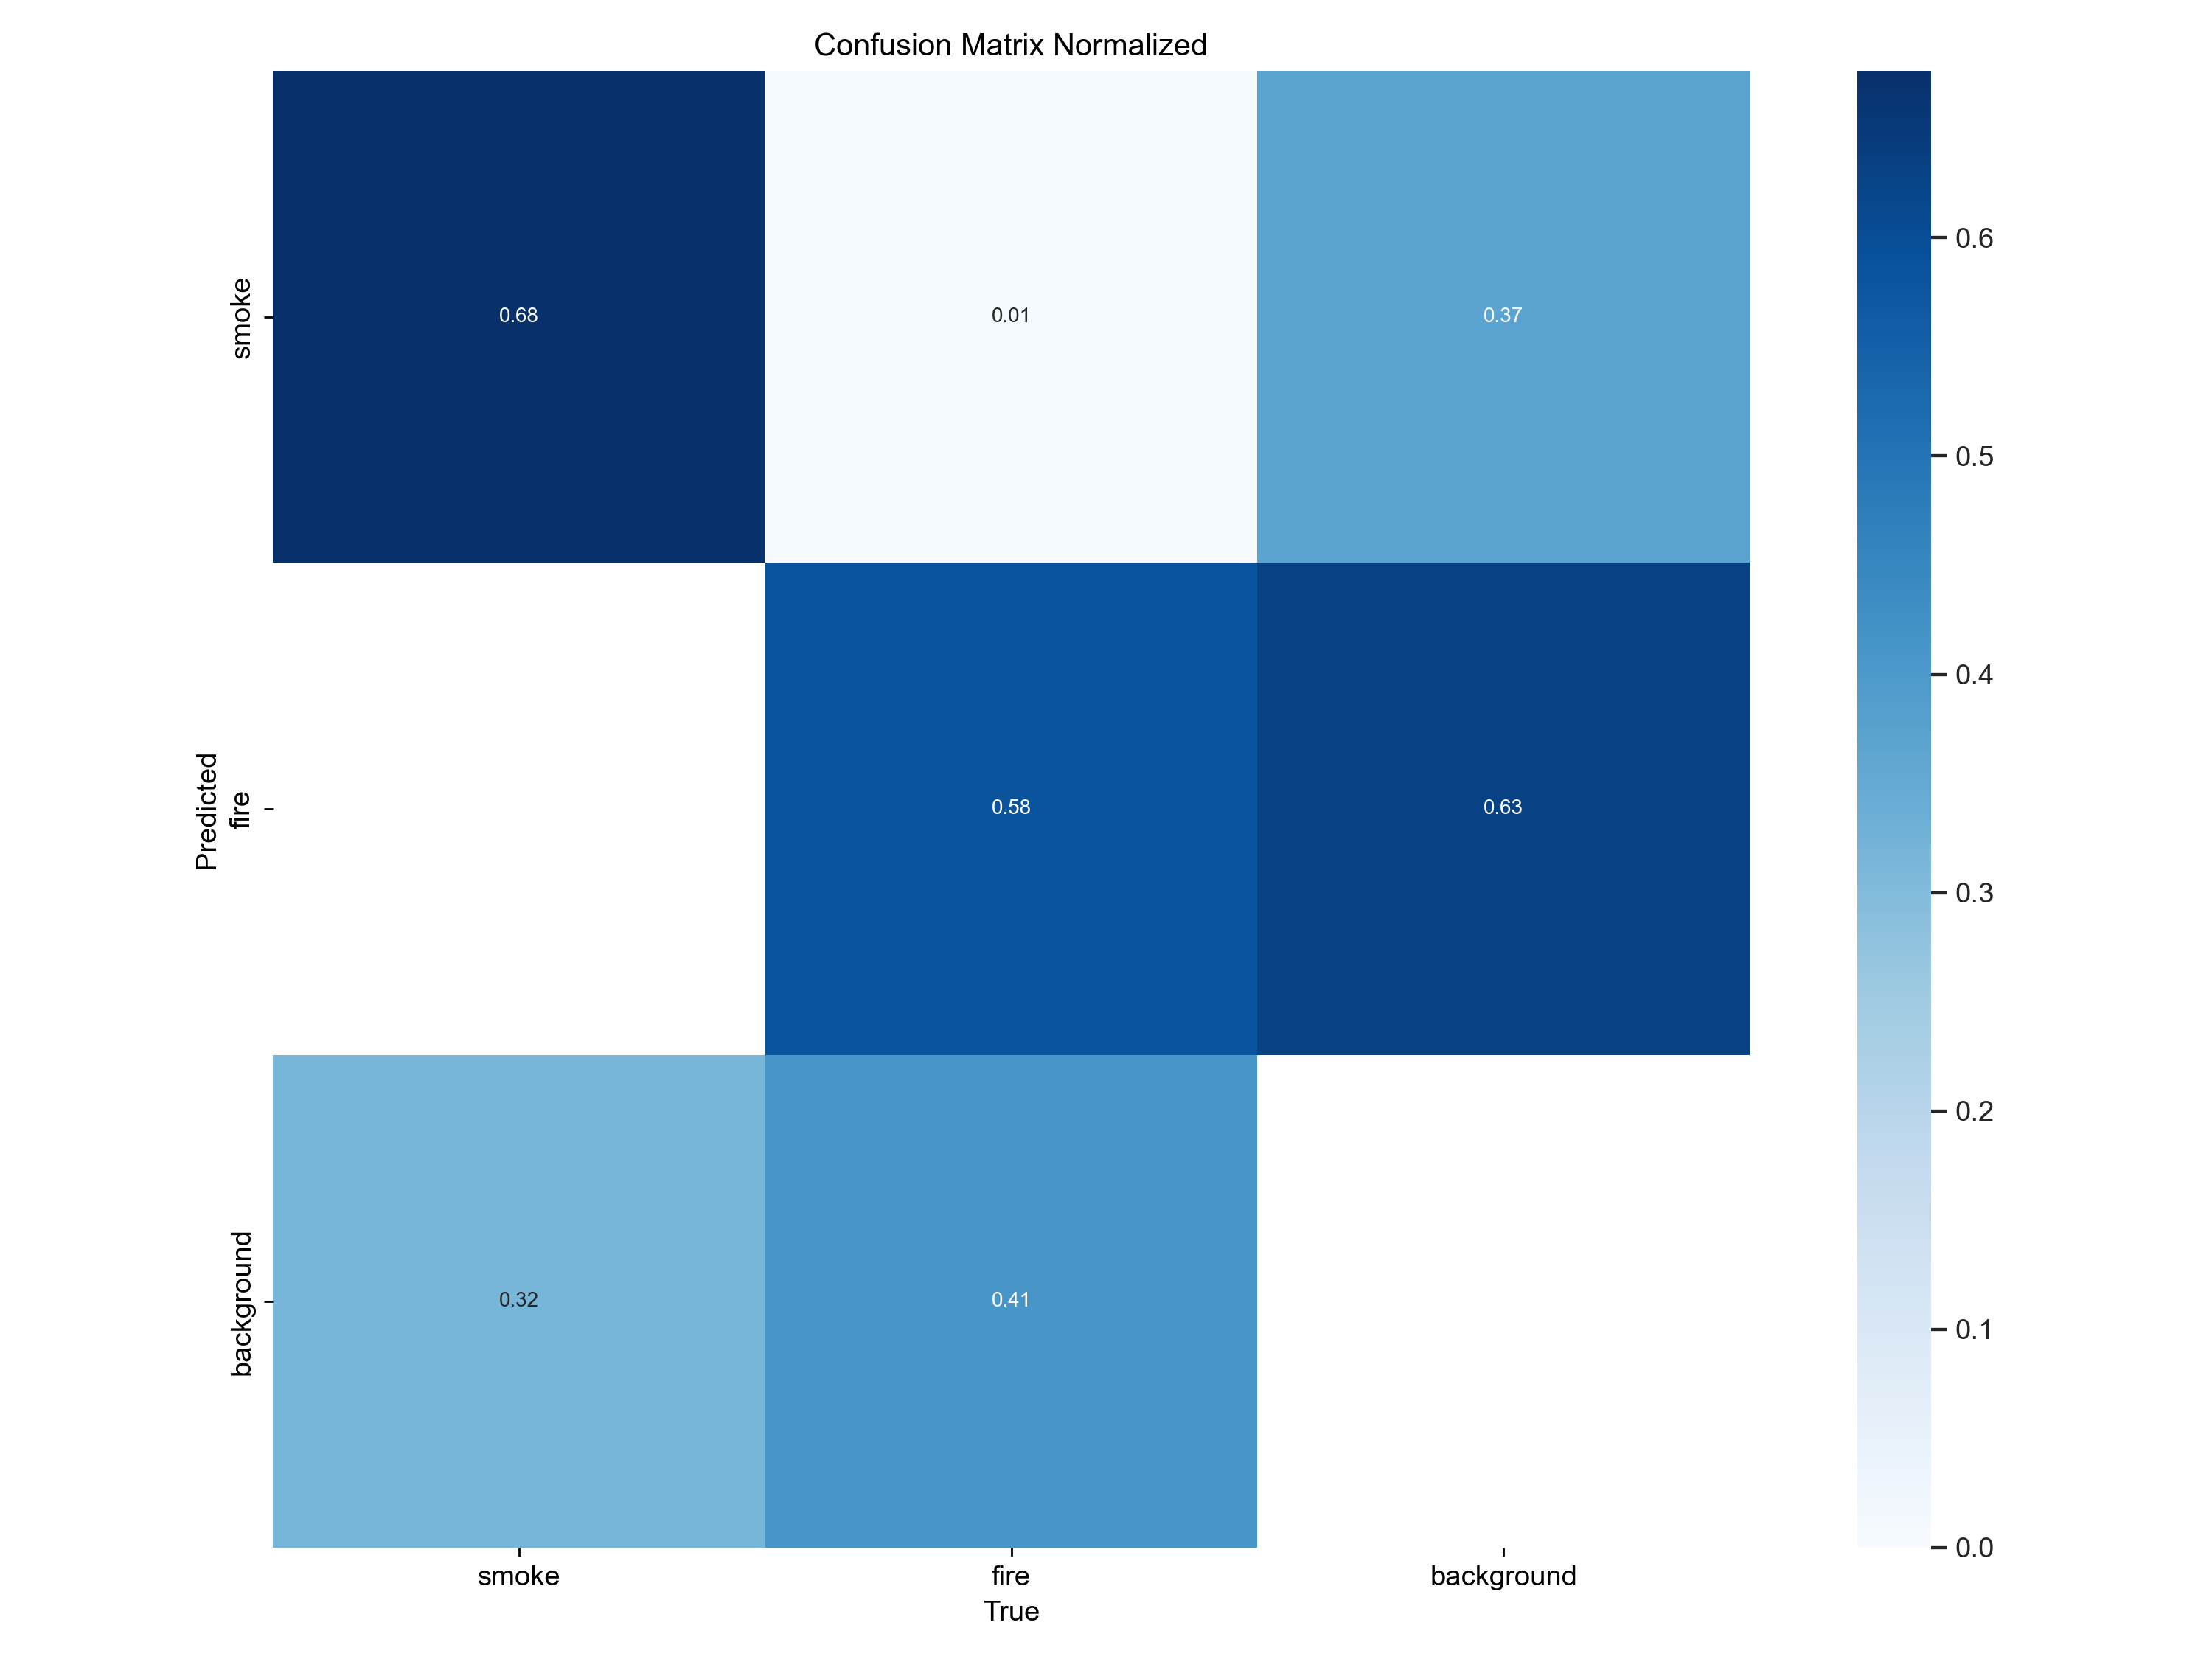 Confusion Matrix Normalized
Predicted
smoke
0.68
0.01
0.37
fire
0.58
0.63
background
0.32
0.41
smoke
fire
background
True
0.6
0.5
0.4
0.3
0.2
0.1
0.0